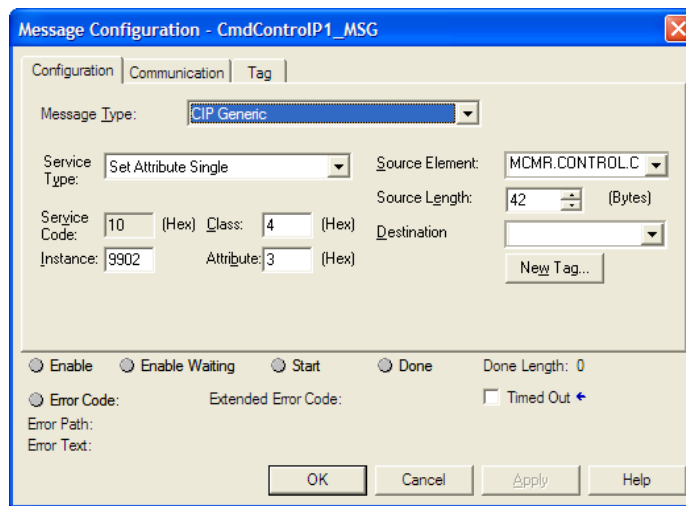 Message Configuration - CmdControlP1_MSG
Configuration Communication Tag
Message Type: CIP Generic
Service Type: Set Attribute Single
Source Element: MCMR.CONTROL.C
Source Length: 42 (Bytes)
Service Code: 10 (Hex) Class: 4 (Hex)
Destination
Instance: 9902 Attribute: 3 (Hex)
New Tag...
Enable Enable Waiting Start Done Done Length: 0
Error Code: Extended Error Code: Timed Out
Error Path:
Error Text:
OK Cancel Apply Help